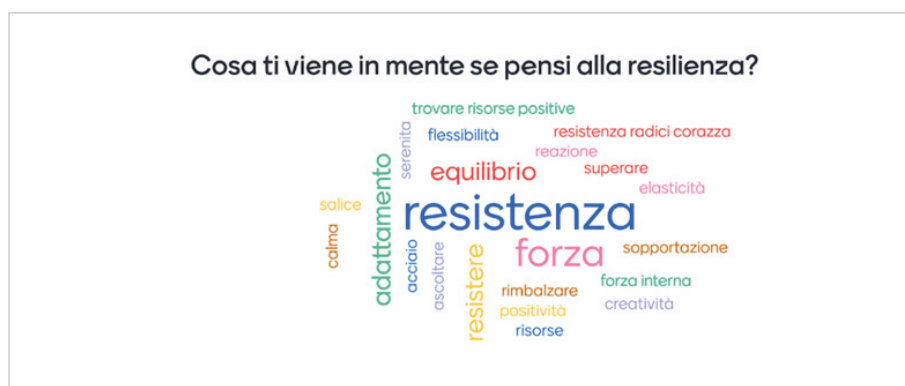 Cosa ti viene in mente se pensi alla resilienza?
trovare risorse positive
serenita
flessibilità
resistenza radici corazza
reazione
adattamento
equilibrio
superare
elasticità
salice
resistenza
calma
acciaio
ascoltare
resistere
forza
sopportazione
rimbalzare
forza interna
positività
creatività
risorse